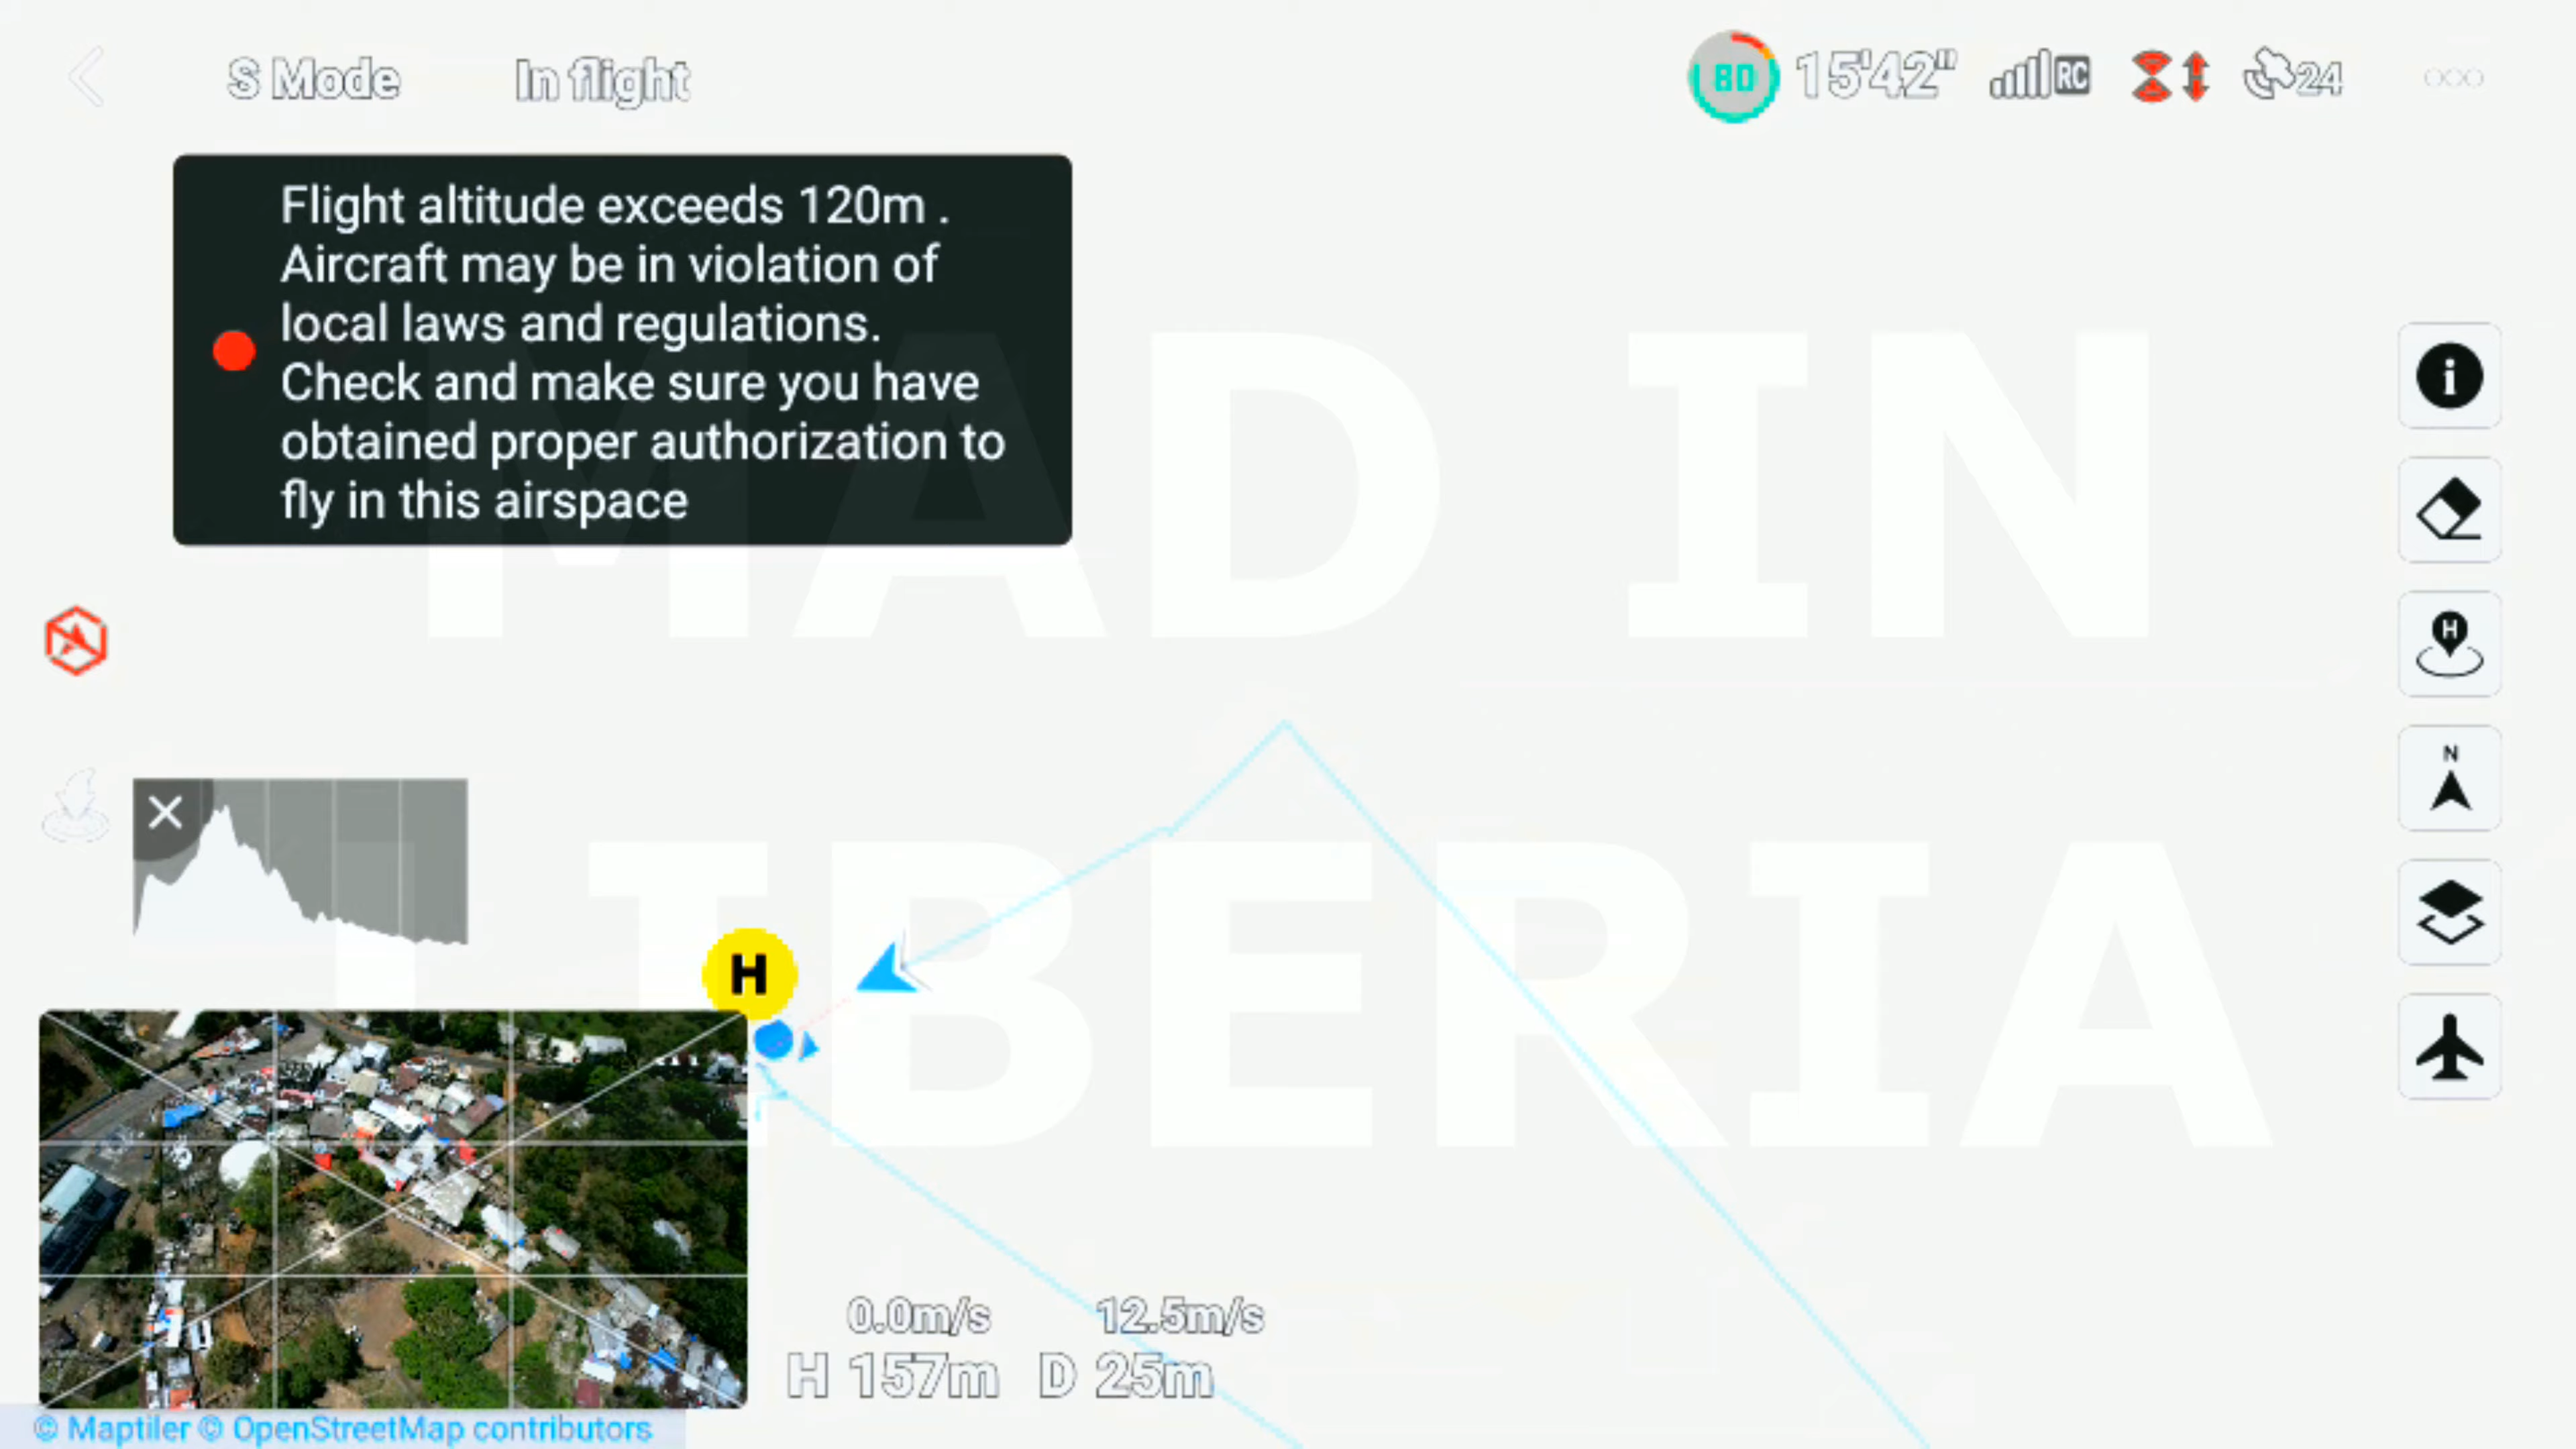 S Mode In flight 80 15'42" RC 24
Flight altitude exceeds 120m .
Aircraft may be in violation of
local laws and regulations.
Check and make sure you have
obtained proper authorization to
fly in this airspace
MAD IN
LIBERIA
N
H
H
0.0m/s 12.5m/s
H 157m D 25m
© Maptiler © OpenStreetMap contributors